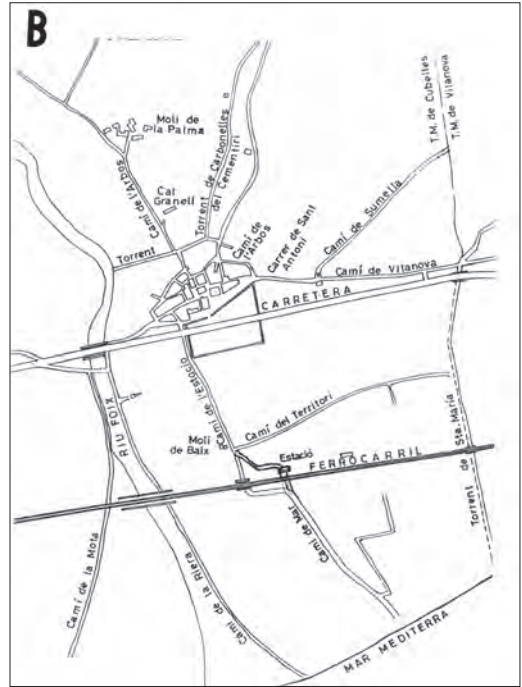 B
T.M. de Cubelles
T.M. de Vilanova
Molí de
la Palma
Camí de l'Arbos
Torrent de Carbonelles
del Cementiri
Cal
Granell
Camí de
l'Arbos
Carrer de Sant
Antoni
Camí de Sumella
Torrent
Camí de Vilanova
CARRETERA
RIU FOIX
Camí de l'estació
Camí del Territori
Molí
de Baix
Estació
FERROCARRIL
Torrent de Sta. María
Camí de Mar
Camí de la Mota
Camí de la Riera
MAR MEDITERRA